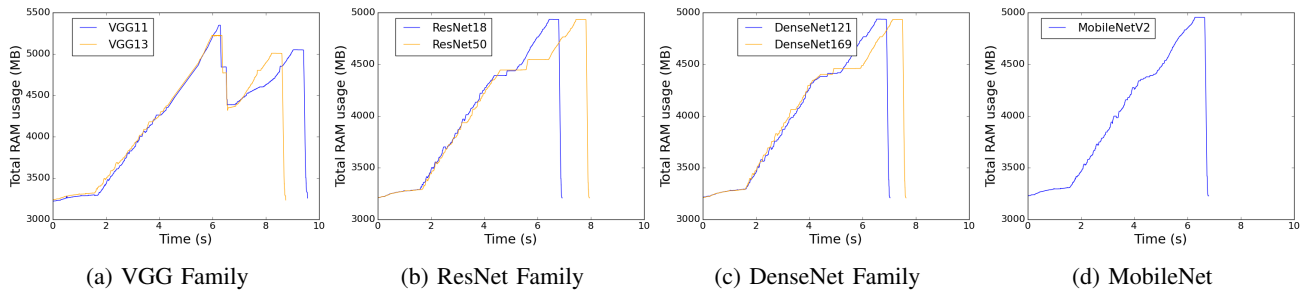 VGG11
VGG13
Total RAM usage (MB)
5500
5000
4500
4000
3500
3000
0 2 4 6 8 10
Time (s)
(a) VGG Family
ResNet18
ResNet50
Total RAM usage (MB)
5000
4500
4000
3500
3000
0 2 4 6 8 10
Time (s)
(b) ResNet Family
DenseNet121
DenseNet169
Total RAM usage (MB)
5000
4500
4000
3500
3000
0 2 4 6 8 10
Time (s)
(c) DenseNet Family
MobileNetV2
Total RAM usage (MB)
5000
4500
4000
3500
3000
0 2 4 6 8 10
Time (s)
(d) MobileNet